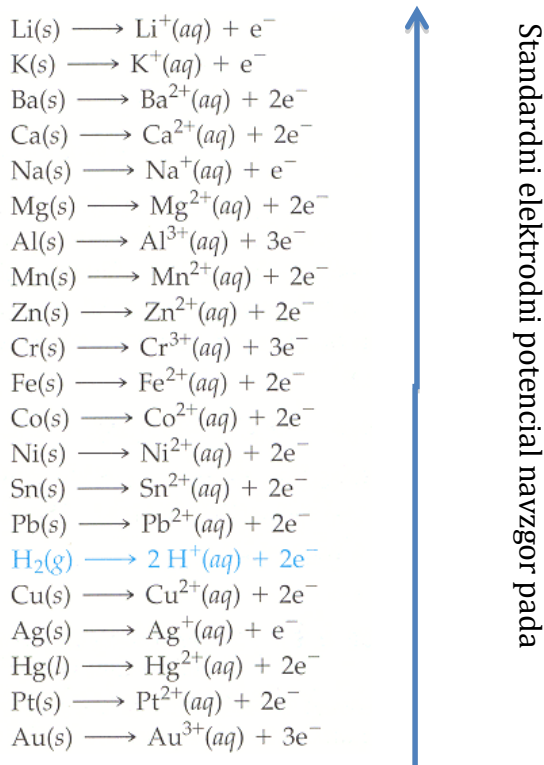 Li(s) ⟶ Li⁺(aq) + e⁻
K(s) ⟶ K⁺(aq) + e⁻
Ba(s) ⟶ Ba²⁺(aq) + 2e⁻
Ca(s) ⟶ Ca²⁺(aq) + 2e⁻
Na(s) ⟶ Na⁺(aq) + e⁻
Mg(s) ⟶ Mg²⁺(aq) + 2e⁻
Al(s) ⟶ Al³⁺(aq) + 3e⁻
Mn(s) ⟶ Mn²⁺(aq) + 2e⁻
Zn(s) ⟶ Zn²⁺(aq) + 2e⁻
Cr(s) ⟶ Cr³⁺(aq) + 3e⁻
Fe(s) ⟶ Fe²⁺(aq) + 2e⁻
Co(s) ⟶ Co²⁺(aq) + 2e⁻
Ni(s) ⟶ Ni²⁺(aq) + 2e⁻
Sn(s) ⟶ Sn²⁺(aq) + 2e⁻
Pb(s) ⟶ Pb²⁺(aq) + 2e⁻
H₂(g) ⟶ 2 H⁺(aq) + 2e⁻
Cu(s) ⟶ Cu²⁺(aq) + 2e⁻
Ag(s) ⟶ Ag⁺(aq) + e⁻
Hg(l) ⟶ Hg²⁺(aq) + 2e⁻
Pt(s) ⟶ Pt²⁺(aq) + 2e⁻
Au(s) ⟶ Au³⁺(aq) + 3e⁻
Standardni elektrodni potencial navzgor pada